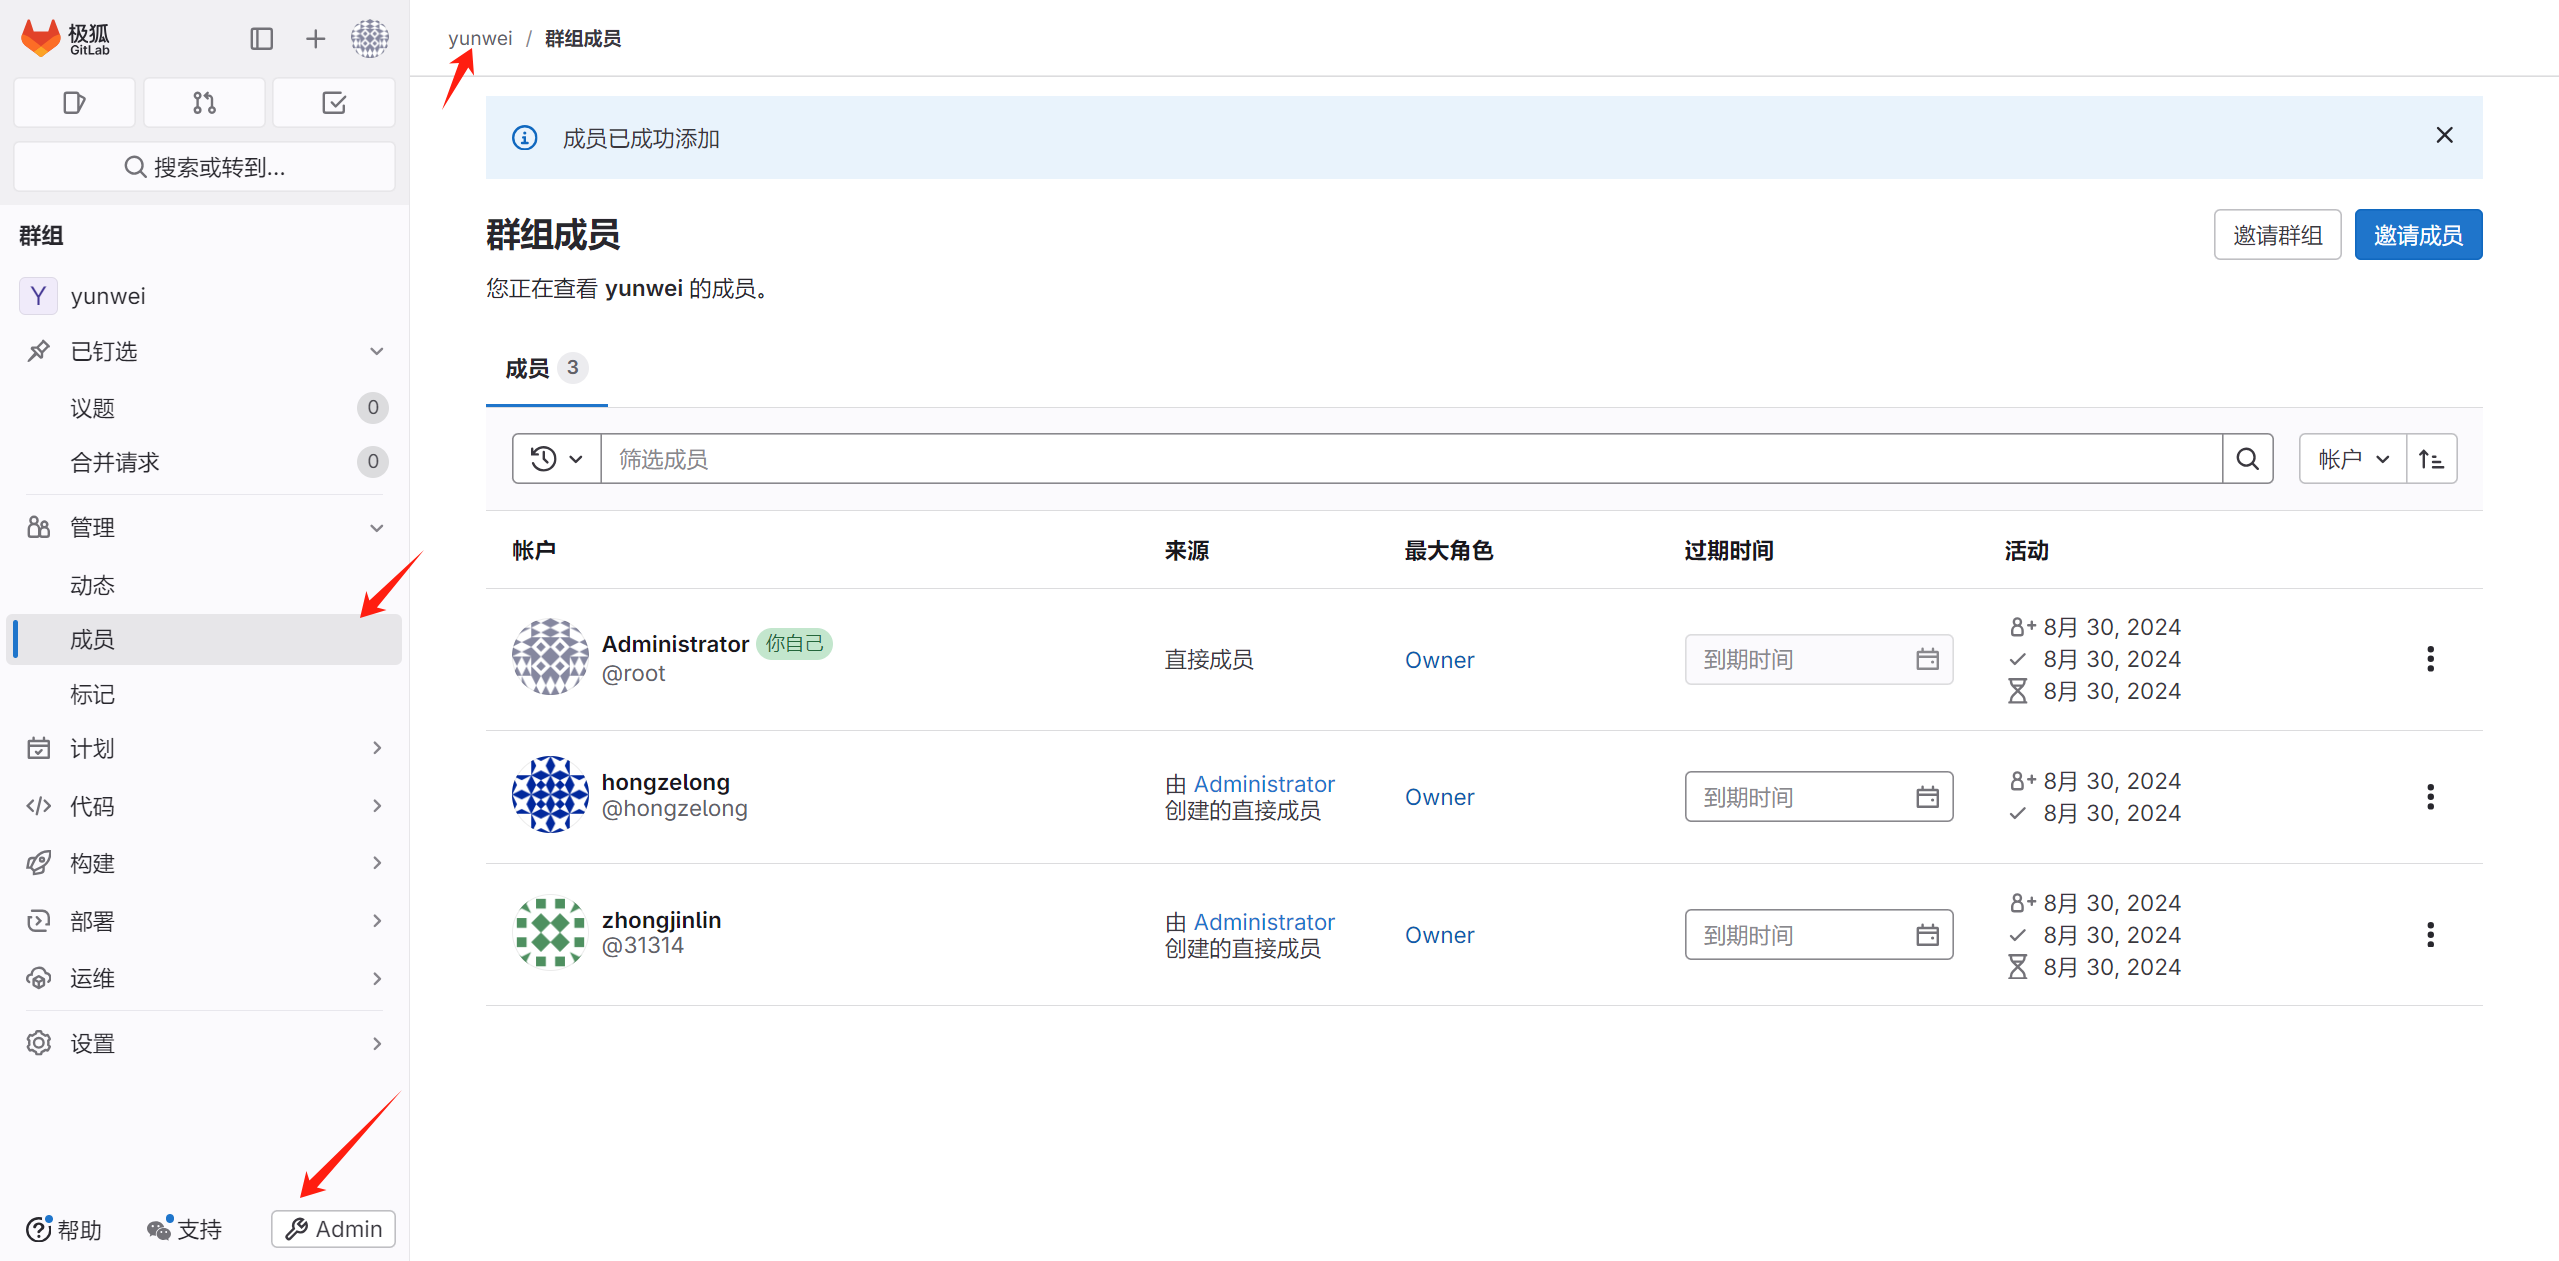 极狐
GitLab
搜索或转到...
群组
Y yunwei
已钉选
议题 0
合并请求 0
管理
动态
成员
标记
计划
代码
构建
部署
运维
设置
帮助 支持 Admin
yunwei / 群组成员
成员已成功添加
群组成员
邀请群组 邀请成员
您正在查看 yunwei 的成员。
成员 3
筛选成员 帐户
帐户 来源 最大角色 过期时间 活动
Administrator 你自己
@root
直接成员
Owner
到期时间
8月 30, 2024
8月 30, 2024
8月 30, 2024
hongzelong
@hongzelong
由 Administrator
创建的直接成员
Owner
到期时间
8月 30, 2024
8月 30, 2024
zhongjinlin
@31314
由 Administrator
创建的直接成员
Owner
到期时间
8月 30, 2024
8月 30, 2024
8月 30, 2024